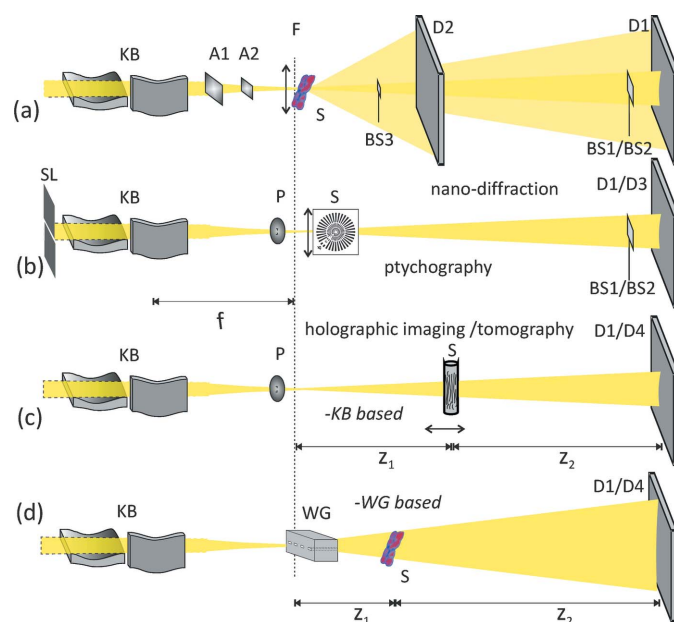 F
D2
D1
KB
A1
A2
(a)
S
BS3
BS1/BS2
SL
nano-diffraction
KB
P
S
D1/D3
(b)
ptychography
BS1/BS2
f
holographic imaging /tomography
KB
P
S
D1/D4
(c)
-KB based
z1
z2
(d)
KB
WG
-WG based
D1/D4
S
z1
z2